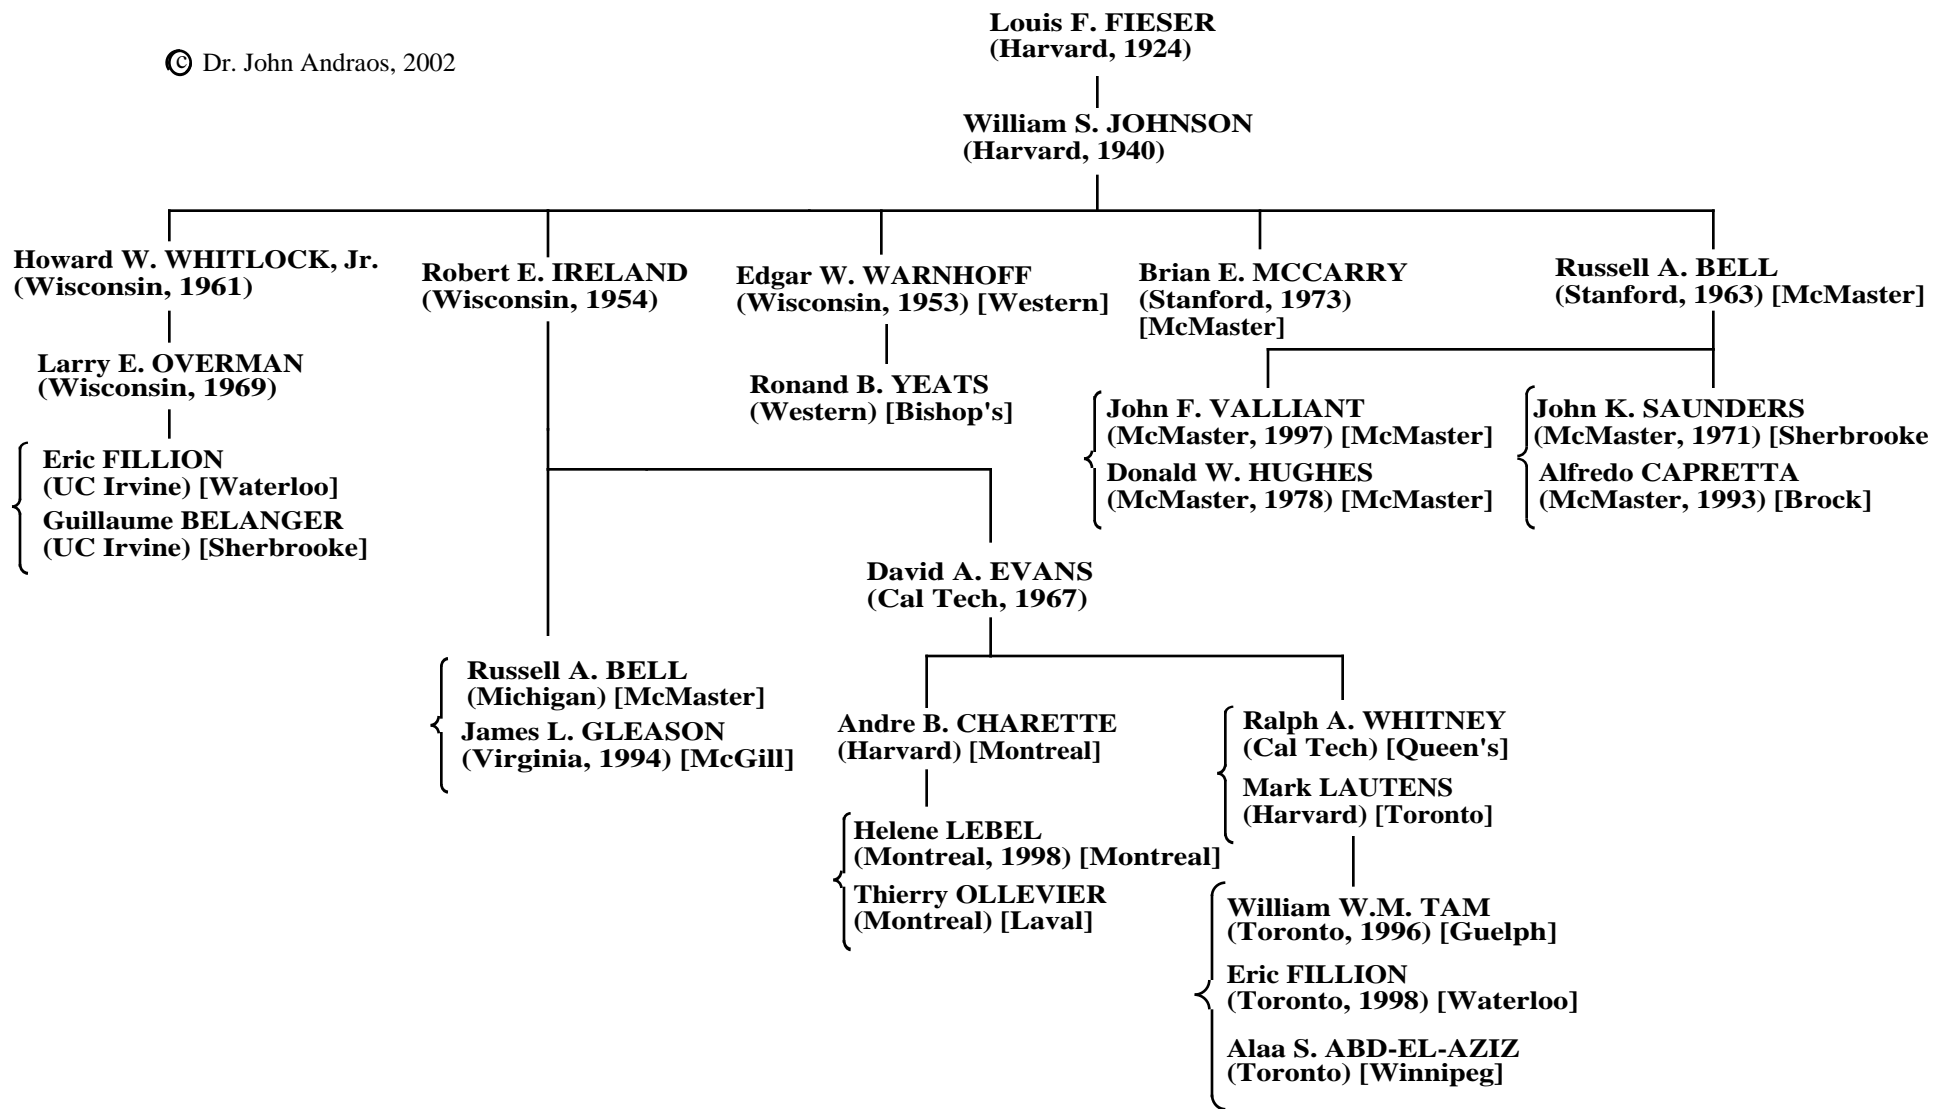 Louis F. FIESER
(Harvard, 1924)
© Dr. John Andraos, 2002
William S. JOHNSON
(Harvard, 1940)
Howard W. WHITLOCK, Jr.
(Wisconsin, 1961)
Robert E. IRELAND
(Wisconsin, 1954)
Edgar W. WARNHOFF
(Wisconsin, 1953) [Western]
Brian E. MCCARRY
(Stanford, 1973)
[McMaster]
Russell A. BELL
(Stanford, 1963) [McMaster]
Larry E. OVERMAN
(Wisconsin, 1969)
Ronand B. YEATS
(Western) [Bishop's]
John F. VALLIANT
(McMaster, 1997) [McMaster]
Donald W. HUGHES
(McMaster, 1978) [McMaster]
John K. SAUNDERS
(McMaster, 1971) [Sherbrooke
Alfredo CAPRETTA
(McMaster, 1993) [Brock]
Eric FILLION
(UC Irvine) [Waterloo]
Guillaume BELANGER
(UC Irvine) [Sherbrooke]
David A. EVANS
(Cal Tech, 1967)
Russell A. BELL
(Michigan) [McMaster]
James L. GLEASON
(Virginia, 1994) [McGill]
Andre B. CHARETTE
(Harvard) [Montreal]
Ralph A. WHITNEY
(Cal Tech) [Queen's]
Mark LAUTENS
(Harvard) [Toronto]
Helene LEBEL
(Montreal, 1998) [Montreal]
Thierry OLLEVIER
(Montreal) [Laval]
William W.M. TAM
(Toronto, 1996) [Guelph]
Eric FILLION
(Toronto, 1998) [Waterloo]
Alaa S. ABD-EL-AZIZ
(Toronto) [Winnipeg]